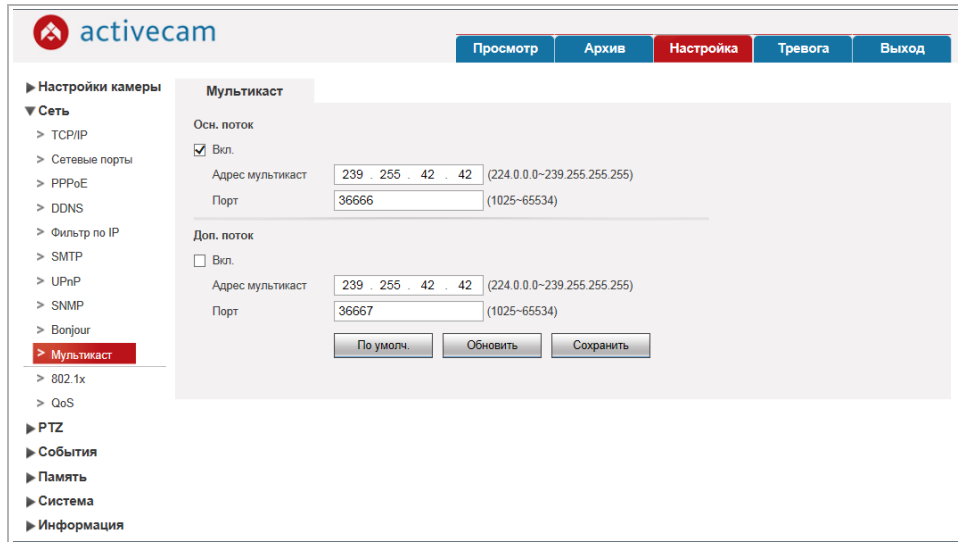 activecam
Просмотр Архив Настройка Тревога Выход
Настройки камеры
Сеть
> TCP/IP
> Сетевые порты
> PPPoE
> DDNS
> Фильтр по IP
> SMTP
> UPnP
> SNMP
> Bonjour
> Мультикаст
> 802.1x
> QoS
PTZ
События
Память
Система
Информация
Мультикаст
Осн. поток
Вкл.
Адрес мультикаст 239 . 255 . 42 . 42 (224.0.0.0~239.255.255.255)
Порт 36666 (1025~65534)
Доп. поток
Вкл.
Адрес мультикаст 239 . 255 . 42 . 42 (224.0.0.0~239.255.255.255)
Порт 36667 (1025~65534)
По умолч. Обновить Сохранить